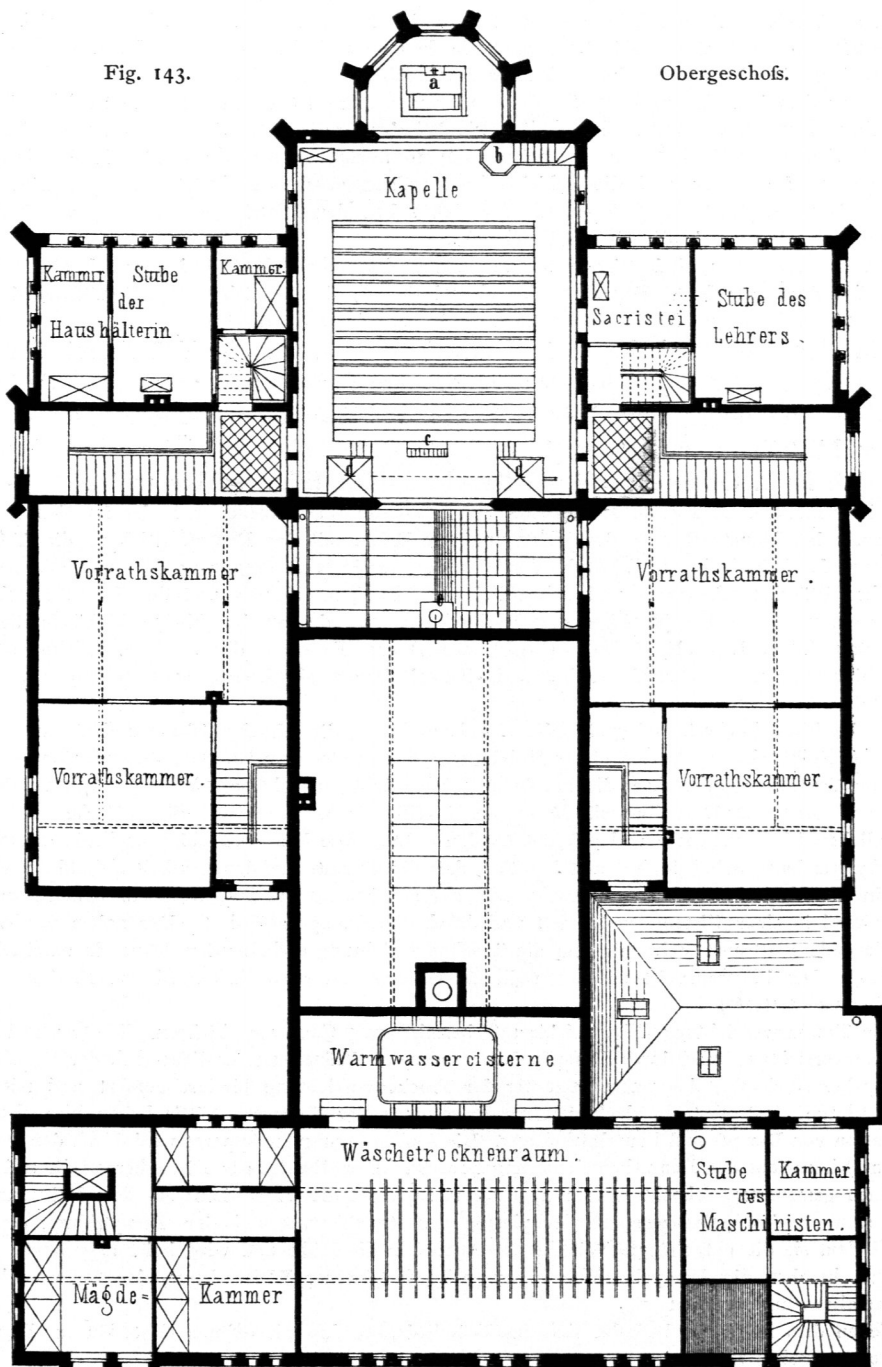 Fig. 143.
Obergeschoſs.
a
b
Kapelle
Kammer
Stube
der
Haushälterin
Kammer.
Sacristei
Stube des
Lehrers.
c
d
d
Vorrathskammer.
Vorrathskammer.
e
Vorrathskammer.
Vorrathskammer.
Warmwassercisterne
Wäschetrocknenraum.
Stube
des
Maschinisten.
Kammer
Mägde=
Kammer